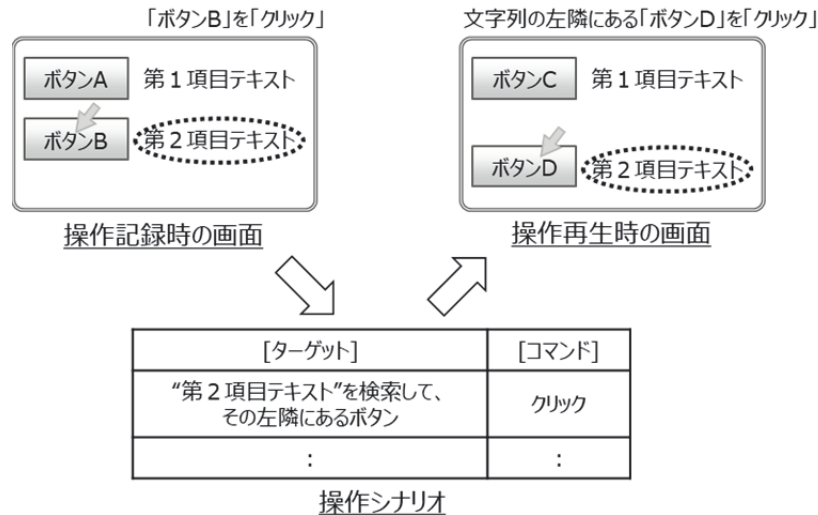 「ボタンB」を「クリック」
文字列の左隣にある「ボタンD」を「クリック」
ボタンA 第1項目テキスト
ボタンB 第2項目テキスト
操作記録時の画面
ボタンC 第1項目テキスト
ボタンD 第2項目テキスト
操作再生時の画面
[ターゲット] [コマンド]
“第2項目テキスト”を検索して、
その左隣にあるボタン
クリック
: :
操作シナリオ